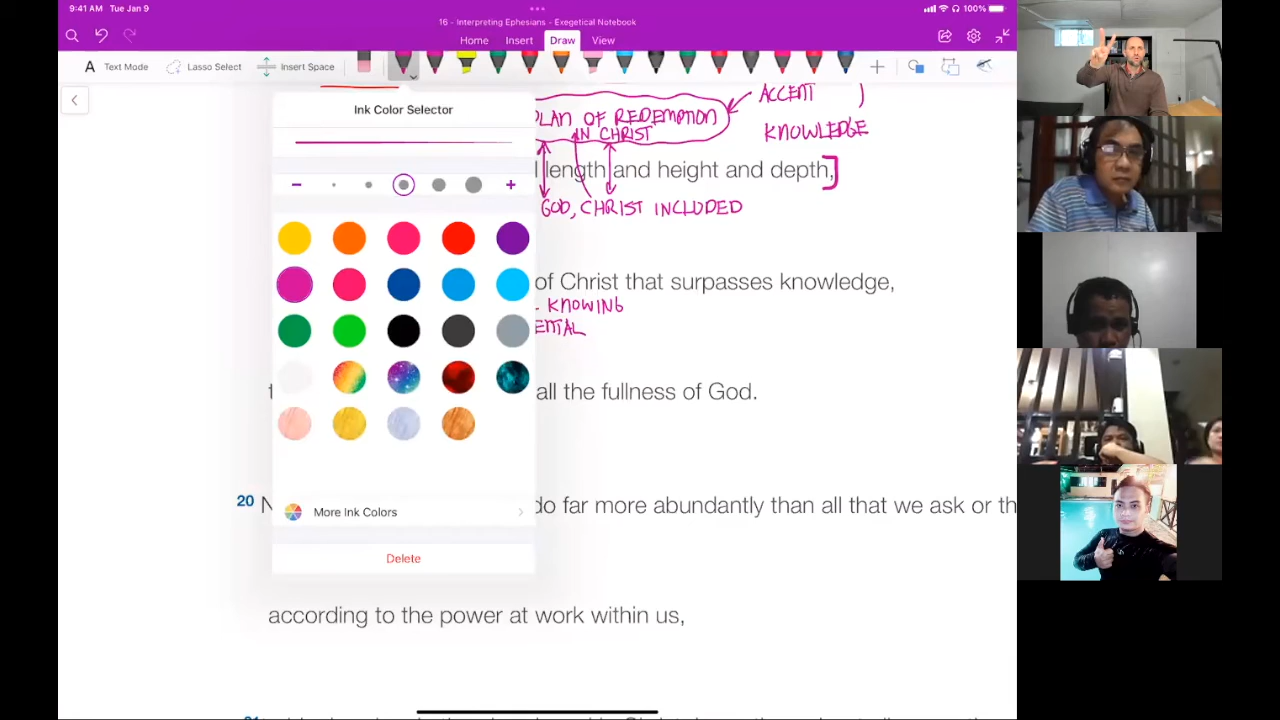 9:41 AM Tue Jan 9
100%
16 - Interpreting Ephesians - Exegetical Notebook
Home Insert Draw View
A Text Mode Lasso Select Insert Space
Ink Color Selector
ACCENT )
PLAN OF REDEMPTION
IN CHRIST
KNOWLEDGE
length and height and depth,]
GOD, CHRIST INCLUDED
of Christ that surpasses knowledge,
- KNOWING
all the fullness of God.
20 N do far more abundantly than all that we ask or th
More Ink Colors
Delete
according to the power at work within us,